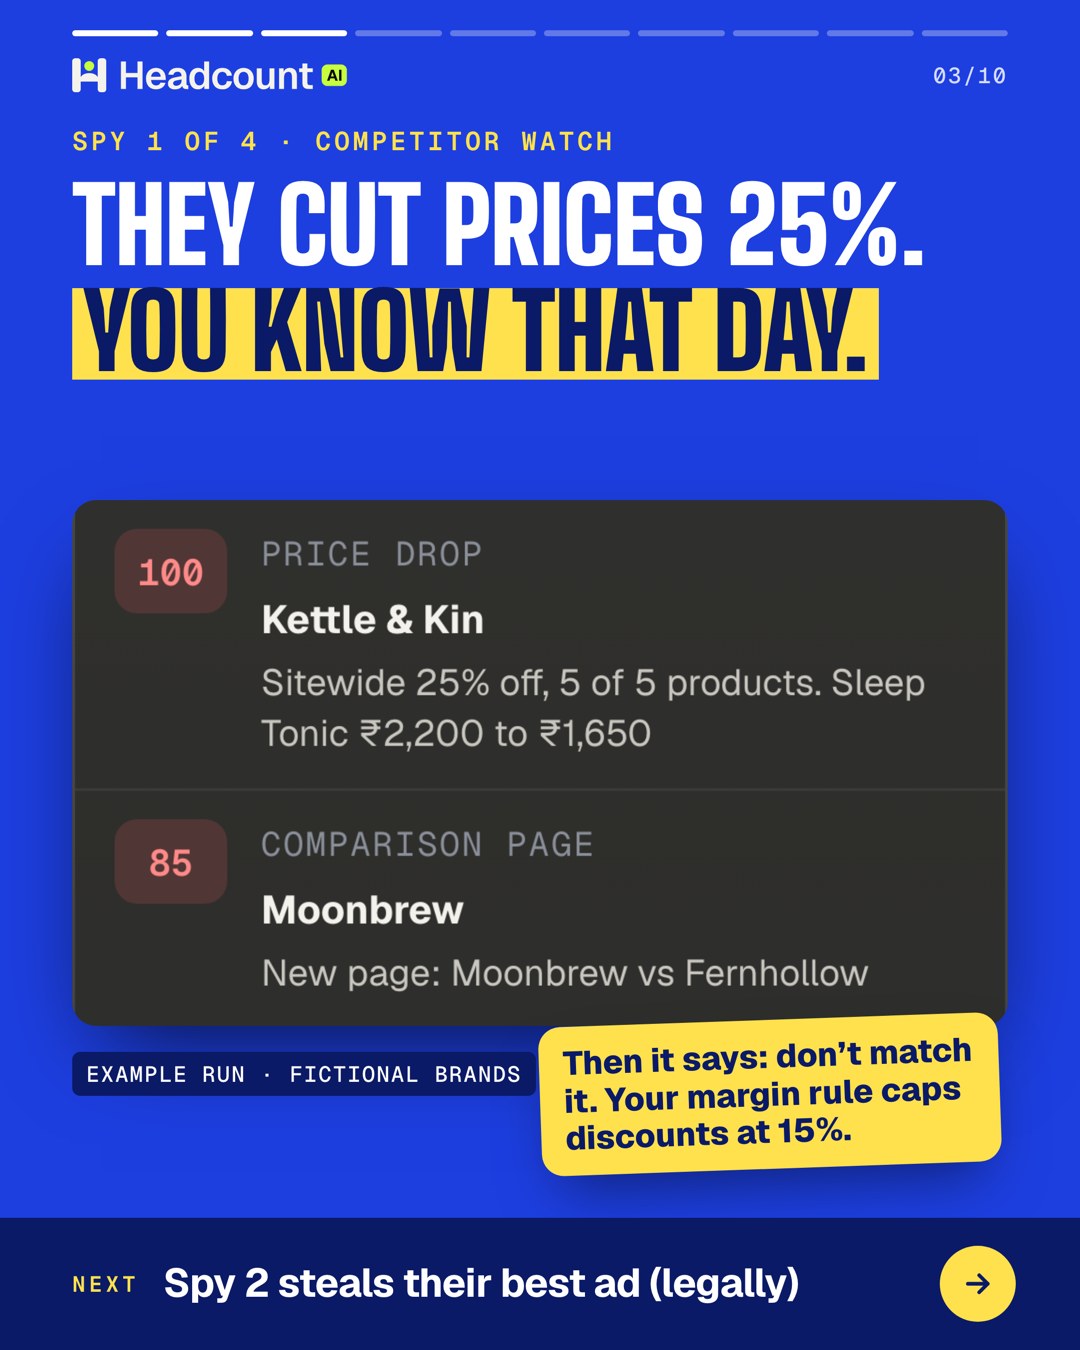 Headcount AI
03/10
SPY 1 OF 4 · COMPETITOR WATCH
THEY CUT PRICES 25%.
YOU KNOW THAT DAY.
100
PRICE DROP
Kettle & Kin
Sitewide 25% off, 5 of 5 products. Sleep
Tonic ₹2,200 to ₹1,650
85
COMPARISON PAGE
Moonbrew
New page: Moonbrew vs Fernhollow
EXAMPLE RUN · FICTIONAL BRANDS
Then it says: don’t match
it. Your margin rule caps
discounts at 15%.
NEXT Spy 2 steals their best ad (legally)